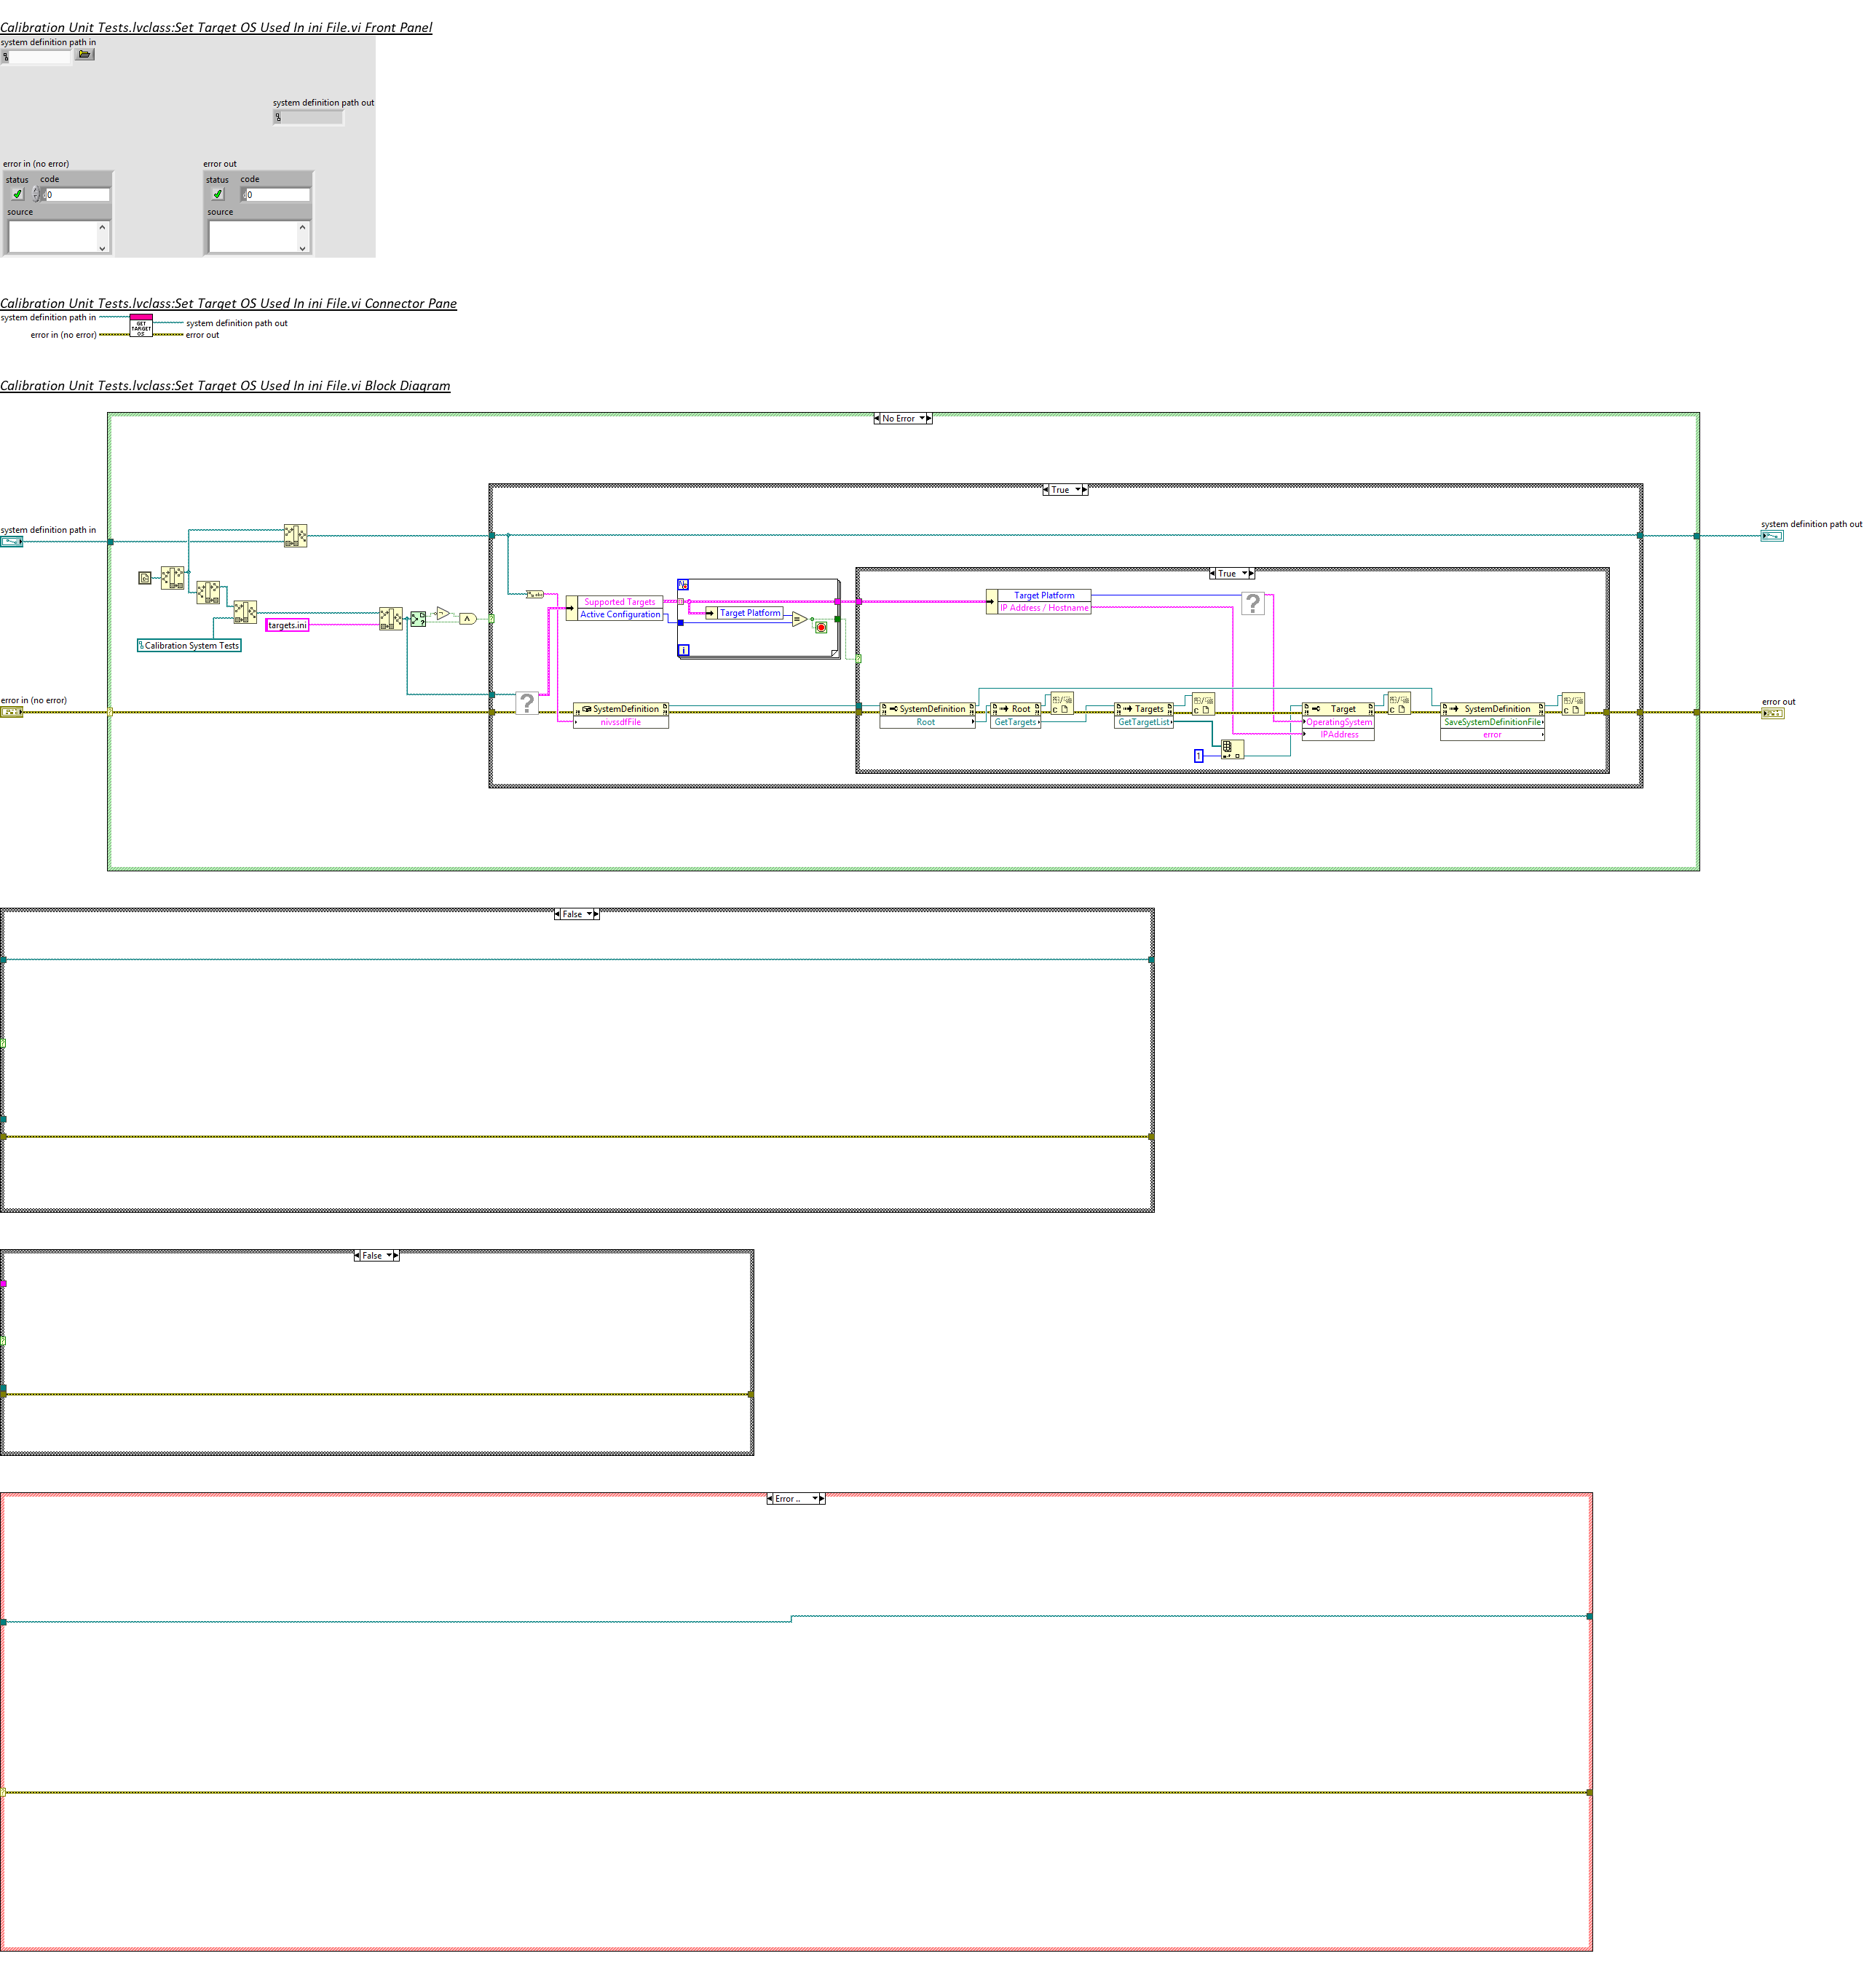 Calibration Unit Tests.lvclass:Set Target OS Used In ini File.vi Front Panel
system definition path in
system definition path out
error in (no error)
error out
status code
0
source
status code
0
source
Calibration Unit Tests.lvclass:Set Target OS Used In ini File.vi Connector Pane
system definition path in
GET
TARGET
OS
system definition path out
error in (no error)
error out
Calibration Unit Tests.lvclass:Set Target OS Used In ini File.vi Block Diagram
No Error
True
system definition path in
system definition path out
True
Supported Targets
Active Configuration
N
Target Platform
i
Target Platform
IP Address / Hostname
?
targets.ini
Calibration System Tests
error in (no error)
error out
?
SystemDefinition
nivssdfFile
SystemDefinition
Root
Root
GetTargets
Targets
GetTargetList
1
Target
OperatingSystem
IPAddress
SystemDefinition
SaveSystemDefinitionFile
error
False
False
Error ..